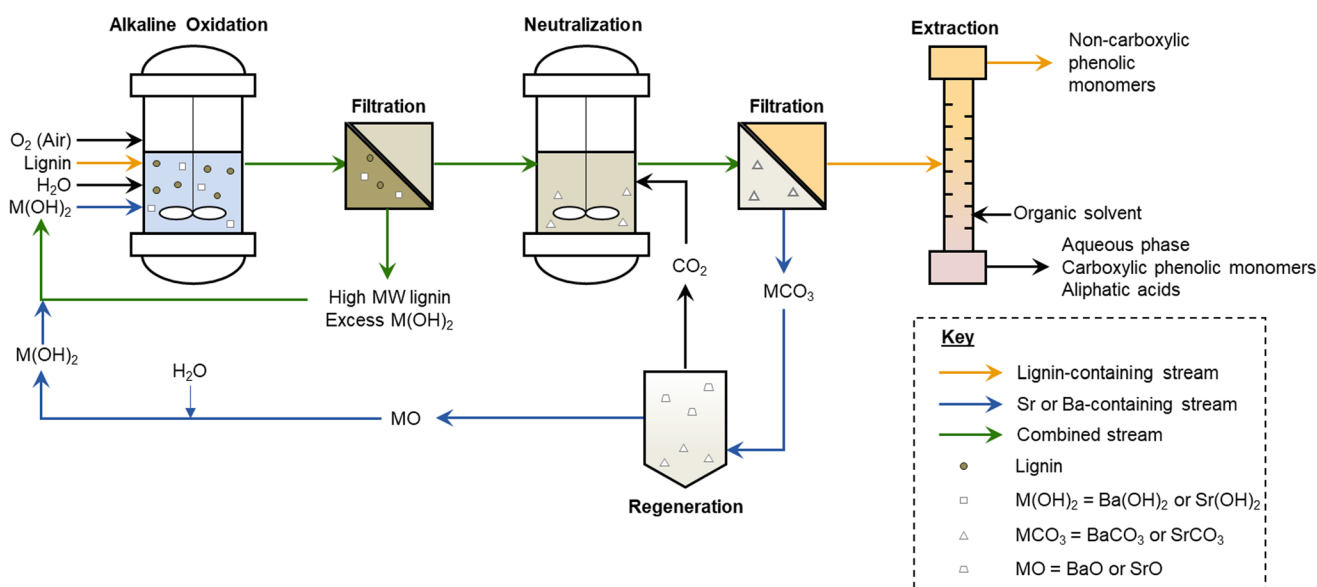 Alkaline Oxidation
Neutralization
Extraction
Non-carboxylic
phenolic
monomers
Filtration
Filtration
O₂ (Air)
Lignin
H₂O
M(OH)₂
Organic solvent
Aqueous phase
Carboxylic phenolic monomers
Aliphatic acids
CO₂
MCO₃
High MW lignin
Excess M(OH)₂
M(OH)₂
H₂O
MO
Regeneration
Key
Lignin-containing stream
Sr or Ba-containing stream
Combined stream
Lignin
M(OH)₂ = Ba(OH)₂ or Sr(OH)₂
MCO₃ = BaCO₃ or SrCO₃
MO = BaO or SrO